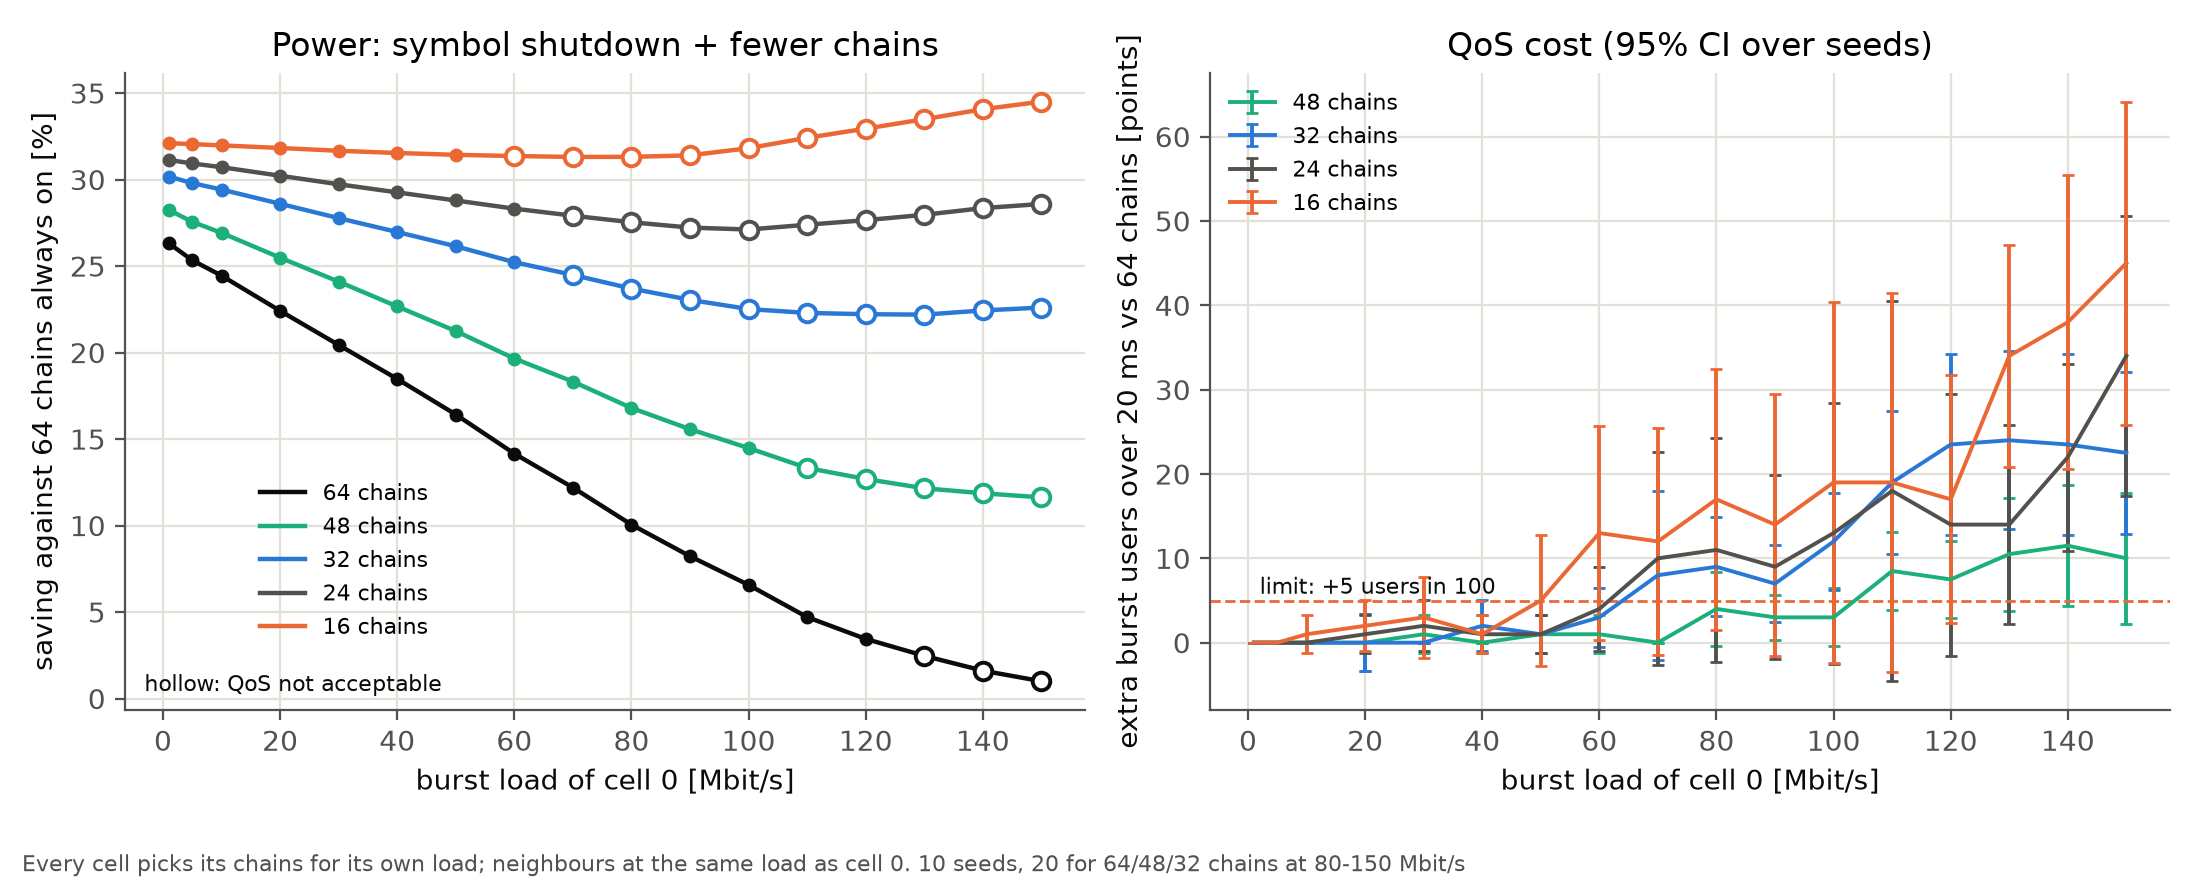 Power: symbol shutdown + fewer chains
saving against 64 chains always on [%]
35
30
25
20
15
10
5
0
64 chains
48 chains
32 chains
24 chains
16 chains
hollow: QoS not acceptable
0 20 40 60 80 100 120 140
burst load of cell 0 [Mbit/s]
QoS cost (95% CI over seeds)
extra burst users over 20 ms vs 64 chains [points]
60
50
40
30
20
10
0
48 chains
32 chains
24 chains
16 chains
limit: +5 users in 100
0 20 40 60 80 100 120 140
burst load of cell 0 [Mbit/s]
Every cell picks its chains for its own load; neighbours at the same load as cell 0. 10 seeds, 20 for 64/48/32 chains at 80-150 Mbit/s